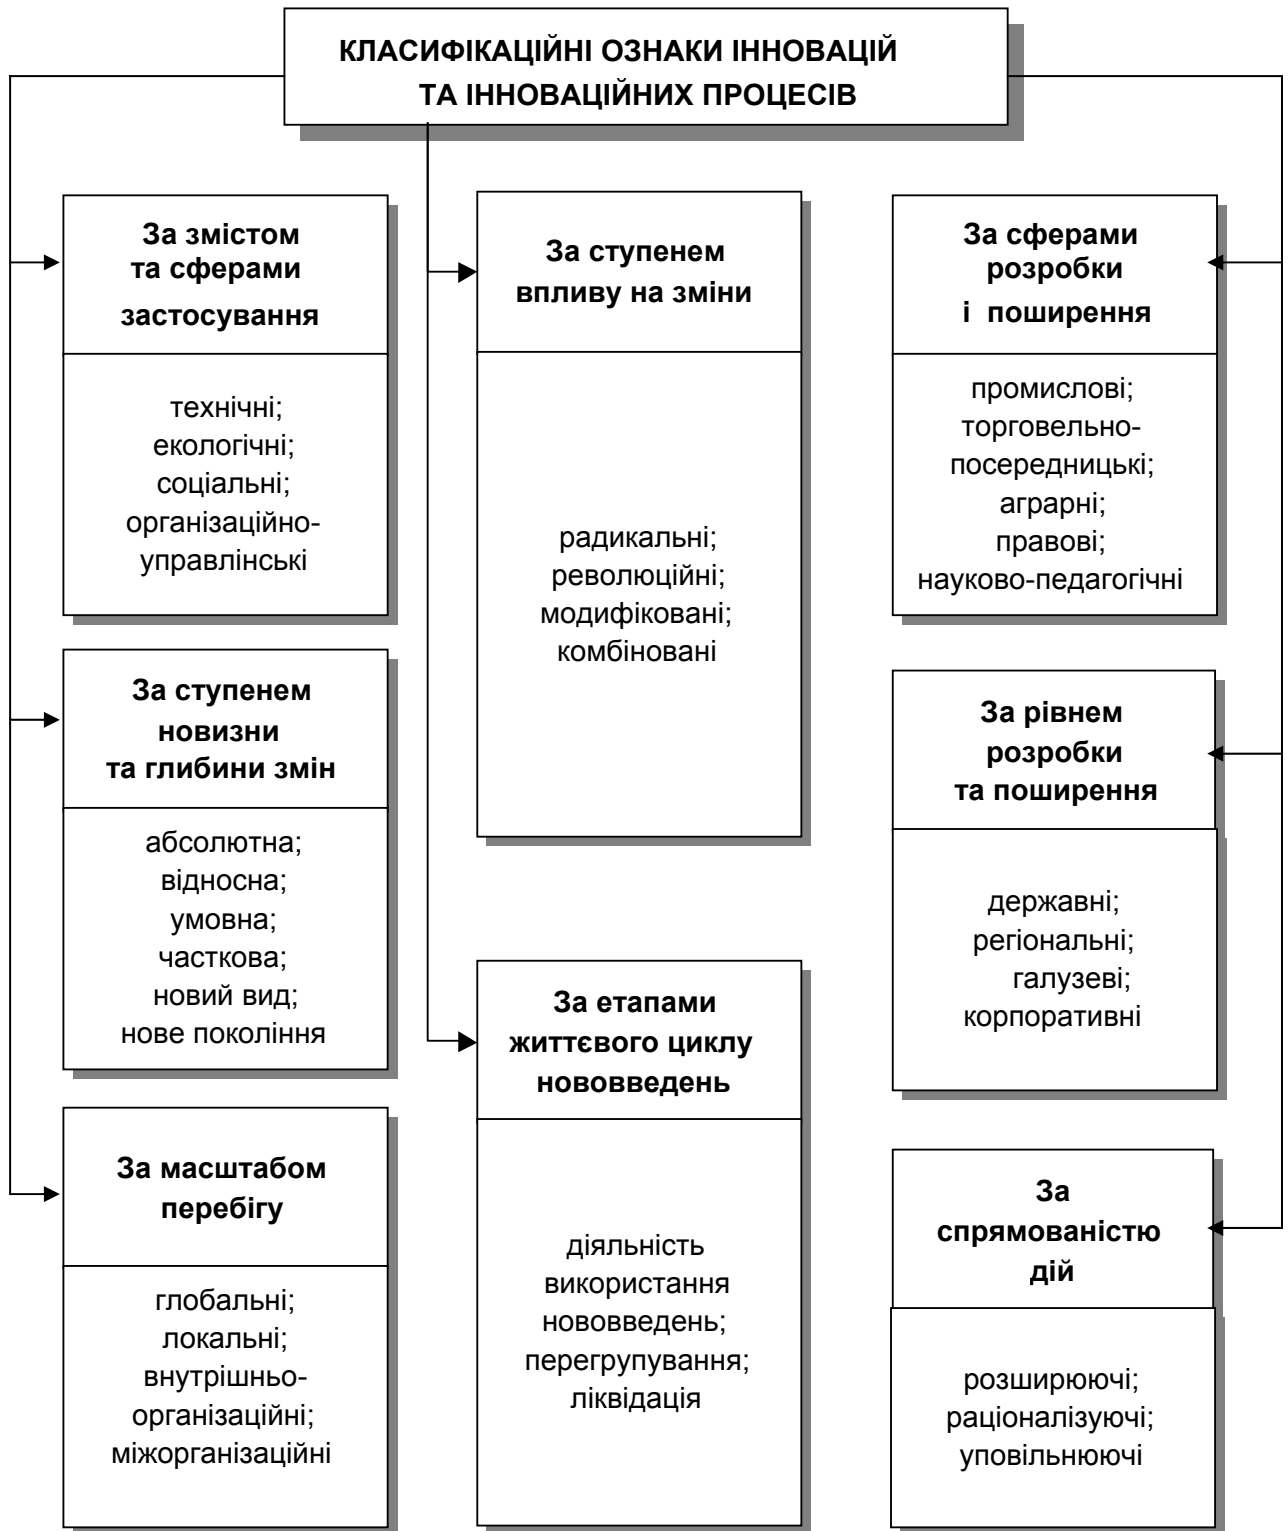 КЛАСИФІКАЦІЙНІ ОЗНАКИ ІННОВАЦІЙ
ТА ІННОВАЦІЙНИХ ПРОЦЕСІВ
За змістом
та сферами
застосування
технічні;
екологічні;
соціальні;
організаційно-
управлінські
За ступенем
новизни
та глибини змін
абсолютна;
відносна;
умовна;
часткова;
новий вид;
нове покоління
За масштабом
перебігу
глобальні;
локальні;
внутрішньо-
організаційні;
міжорганізаційні
За ступенем
впливу на зміни
радикальні;
революційні;
модифіковані;
комбіновані
За етапами
життєвого циклу
нововведень
діяльність
використання
нововведень;
перегрупування;
ліквідація
За сферами
розробки
і поширення
промислові;
торговельно-
посередницькі;
аграрні;
правові;
науково-педагогічні
За рівнем
розробки
та поширення
державні;
регіональні;
галузеві;
корпоративні
За
спрямованістю
дій
розширюючі;
раціоналізуючі;
уповільнюючі